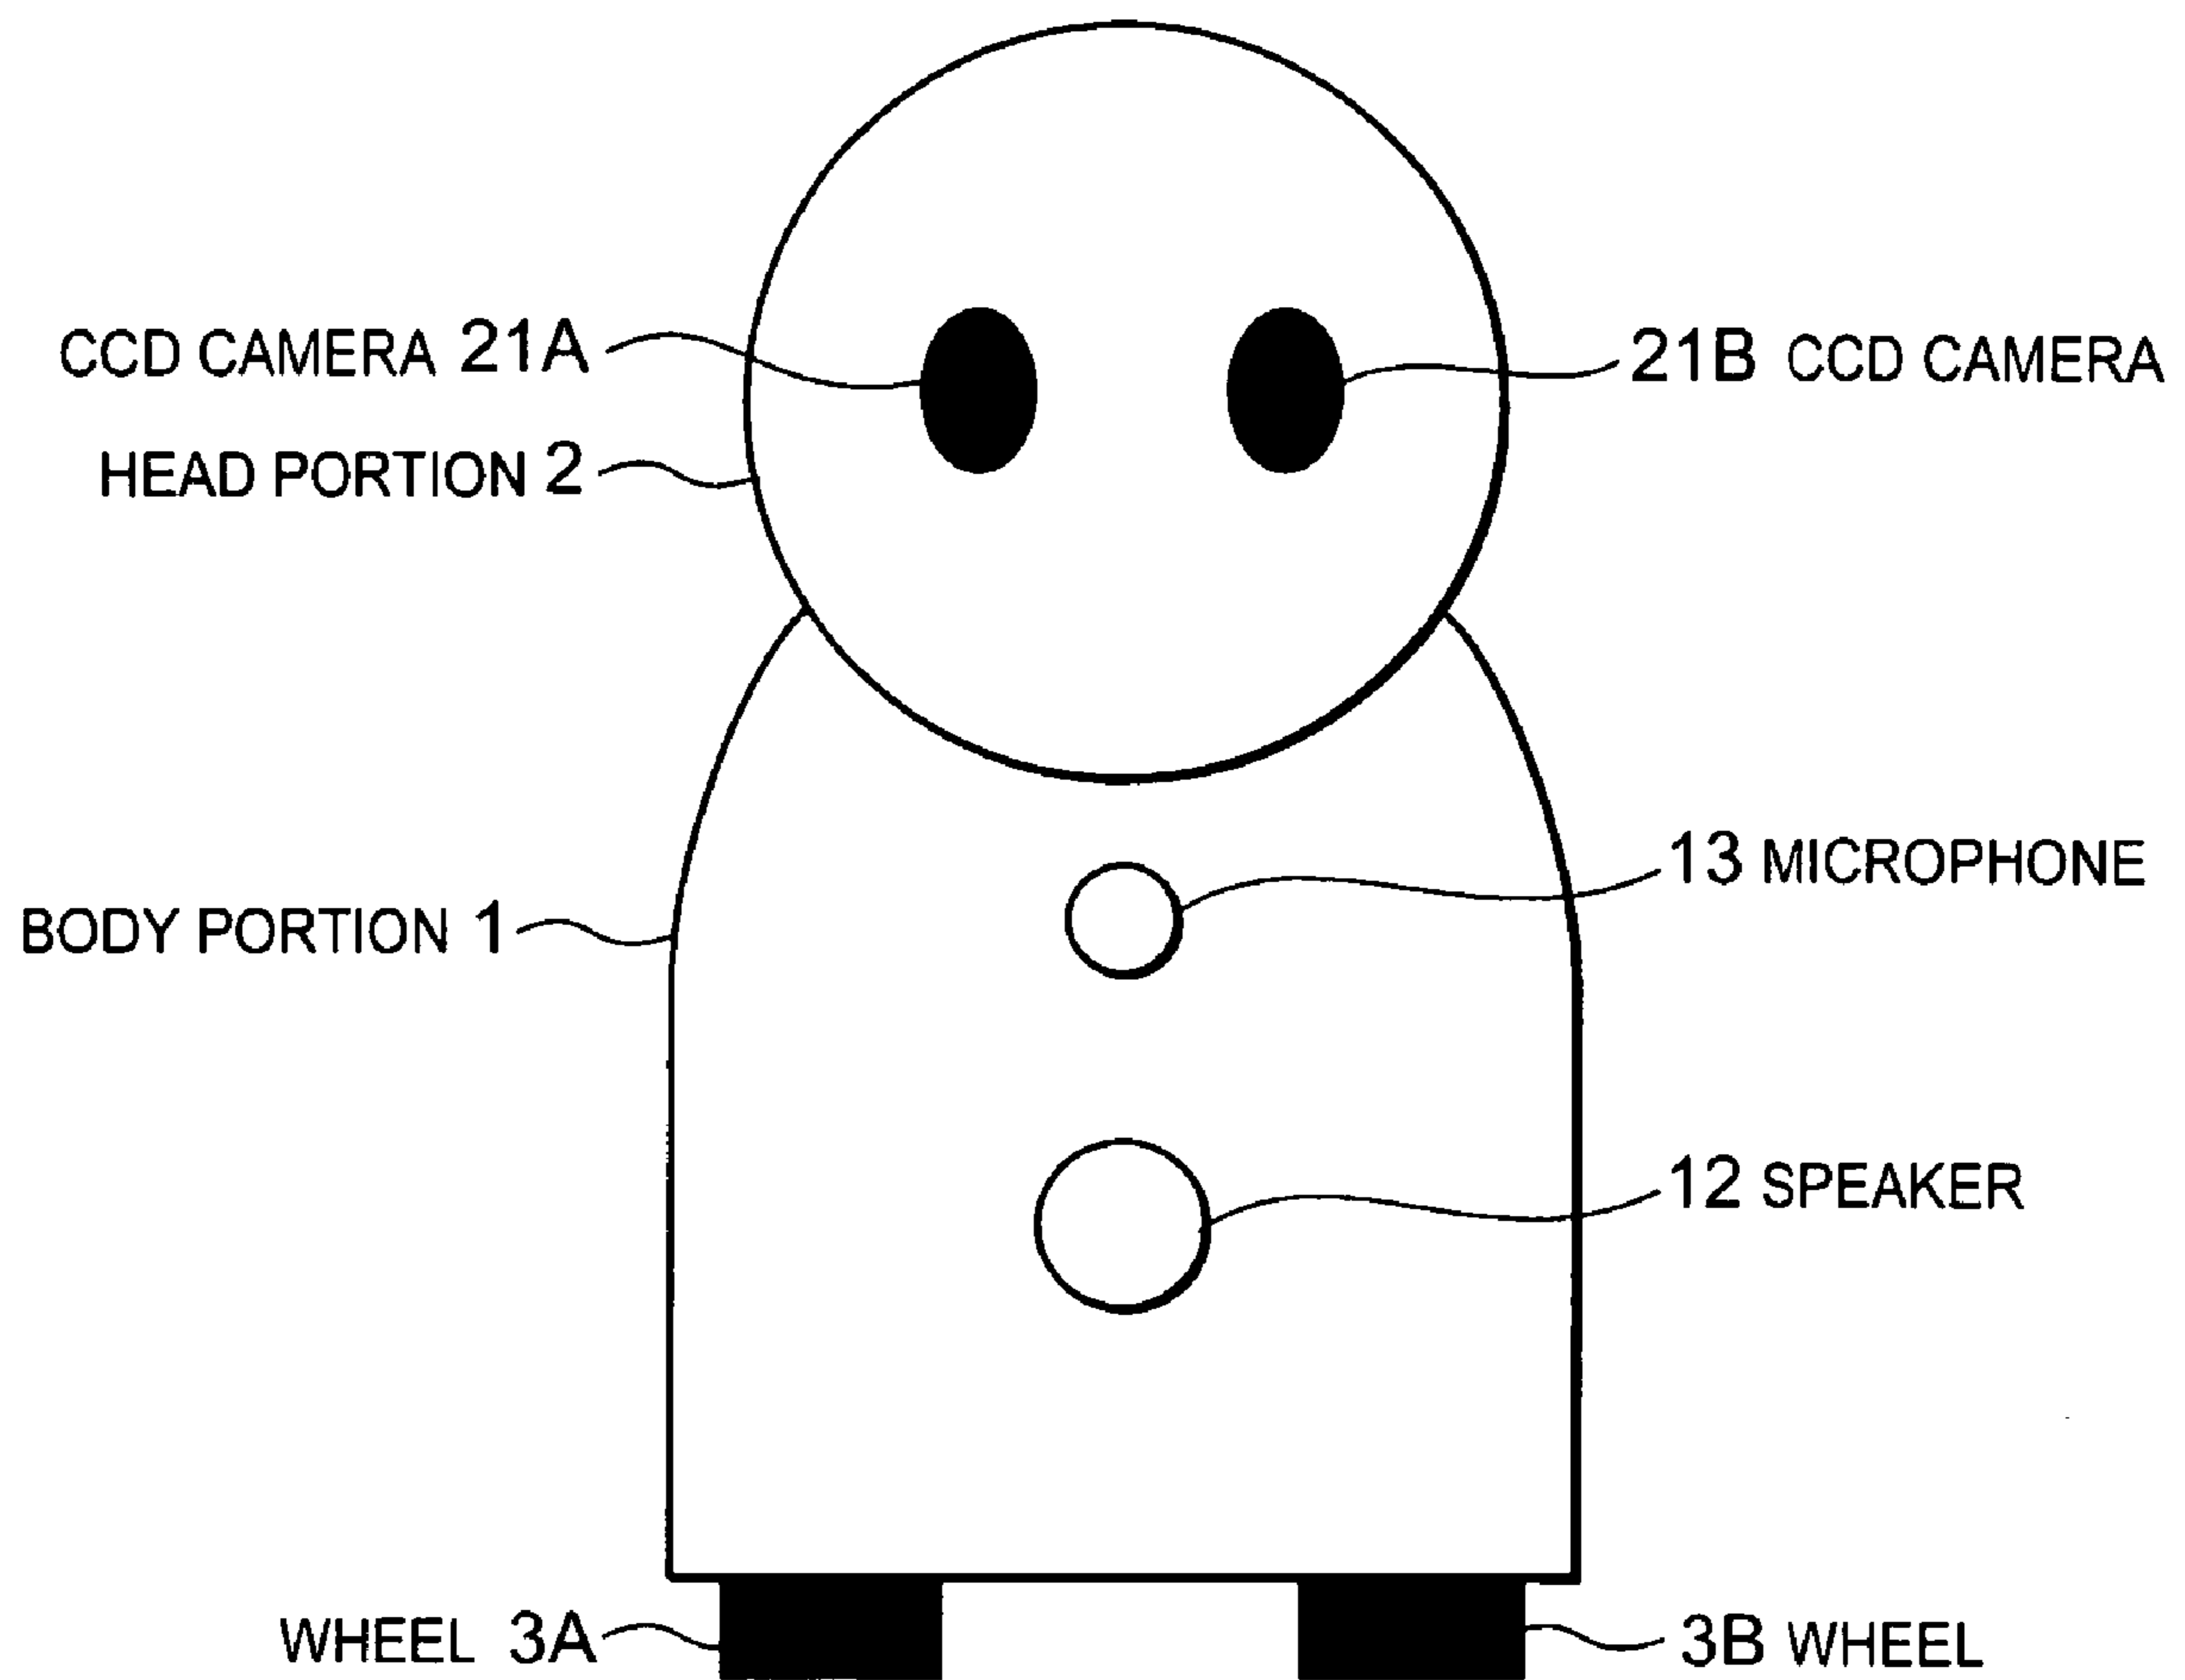 CCD CAMERA 21A
21B CCD CAMERA
HEAD PORTION 2
13 MICROPHONE
BODY PORTION 1
12 SPEAKER
WHEEL 3A
3B WHEEL